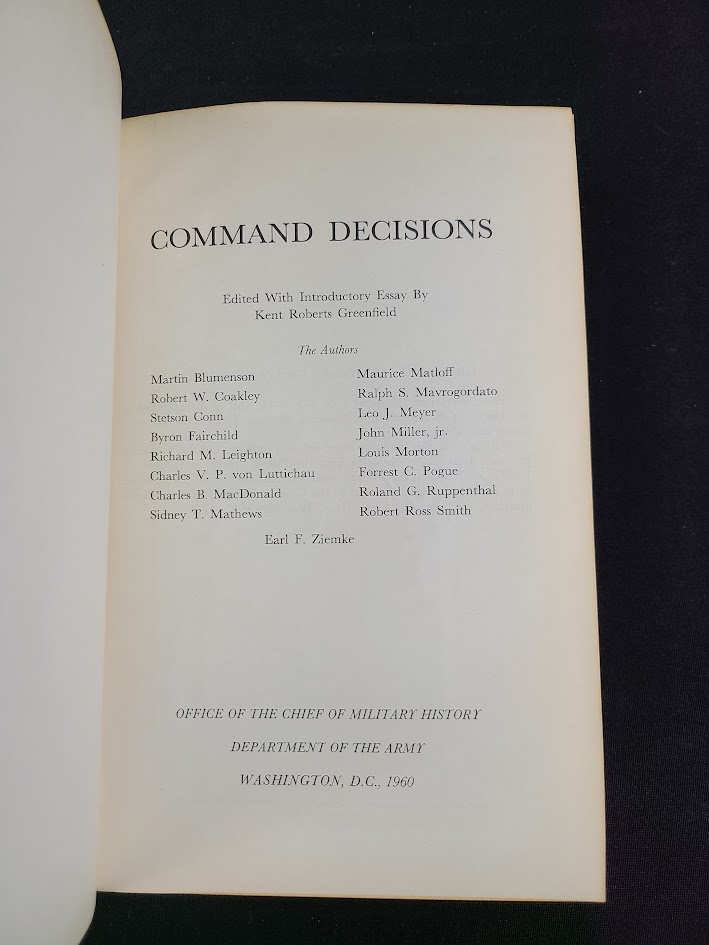 COMMAND DECISIONS
Edited With Introductory Essay By
Kent Roberts Greenfield
The Authors
Martin Blumenson
Robert W. Coakley
Stetson Conn
Byron Fairchild
Richard M. Leighton
Charles V. P. von Luttichau
Charles B. MacDonald
Sidney T. Mathews
Maurice Matloff
Ralph S. Mavrogordato
Leo J. Meyer
John Miller, jr.
Louis Morton
Forrest C. Pogue
Roland G. Ruppenthal
Robert Ross Smith
Earl F. Ziemke
OFFICE OF THE CHIEF OF MILITARY HISTORY
DEPARTMENT OF THE ARMY
WASHINGTON, D.C., 1960